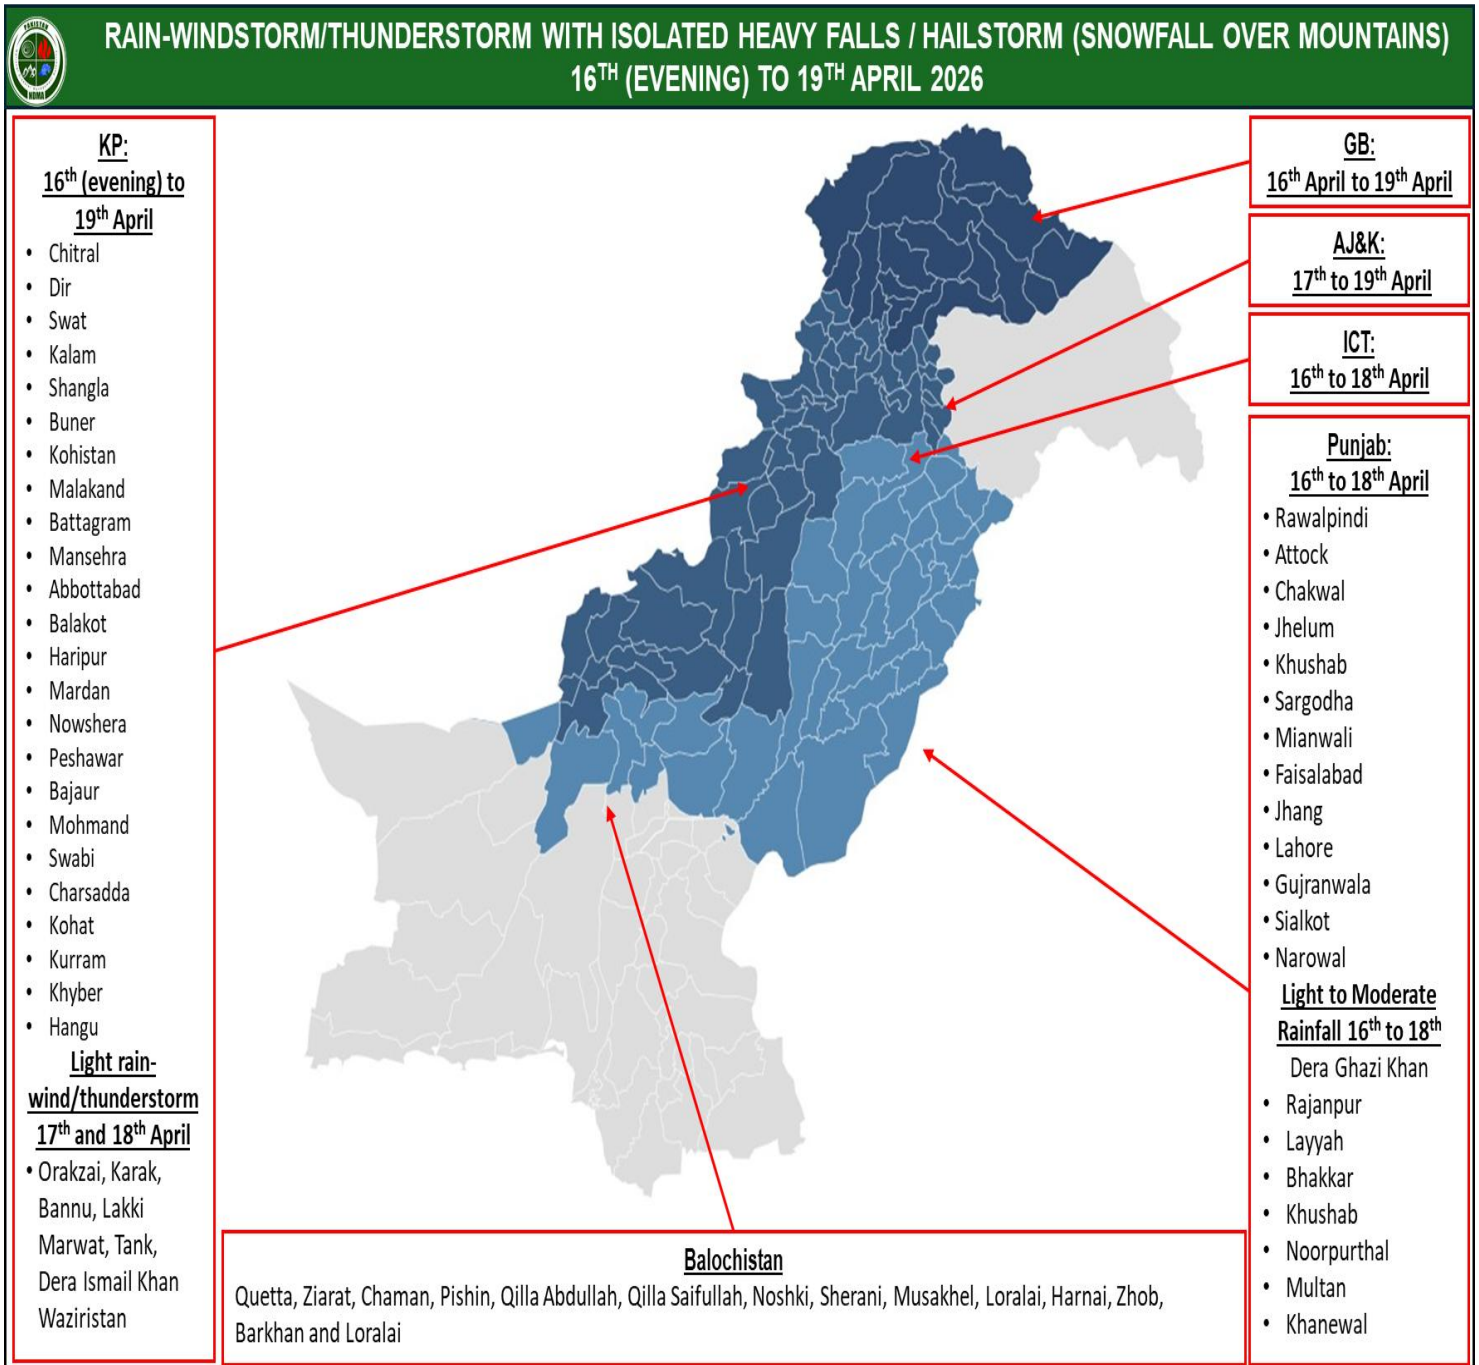 RAIN-WINDSTORM/THUNDERSTORM WITH ISOLATED HEAVY FALLS / HAILSTORM (SNOWFALL OVER MOUNTAINS)
16TH (EVENING) TO 19TH APRIL 2026
PAKISTAN
NDMA
KP:
16th (evening) to
19th April
• Chitral
• Dir
• Swat
• Kalam
• Shangla
• Buner
• Kohistan
• Malakand
• Battagram
• Mansehra
• Abbottabad
• Balakot
• Haripur
• Mardan
• Nowshera
• Peshawar
• Bajaur
• Mohmand
• Swabi
• Charsadda
• Kohat
• Kurram
• Khyber
• Hangu
Light rain-
wind/thunderstorm
17th and 18th April
• Orakzai, Karak,
Bannu, Lakki
Marwat, Tank,
Dera Ismail Khan
Waziristan
GB:
16th April to 19th April
AJ&K:
17th to 19th April
ICT:
16th to 18th April
Punjab:
16th to 18th April
• Rawalpindi
• Attock
• Chakwal
• Jhelum
• Khushab
• Sargodha
• Mianwali
• Faisalabad
• Jhang
• Lahore
• Gujranwala
• Sialkot
• Narowal
Light to Moderate
Rainfall 16th to 18th
Dera Ghazi Khan
• Rajanpur
• Layyah
• Bhakkar
• Khushab
• Noorpurthal
• Multan
• Khanewal
Balochistan
Quetta, Ziarat, Chaman, Pishin, Qilla Abdullah, Qilla Saifullah, Noshki, Sherani, Musakhel, Loralai, Harnai, Zhob,
Barkhan and Loralai